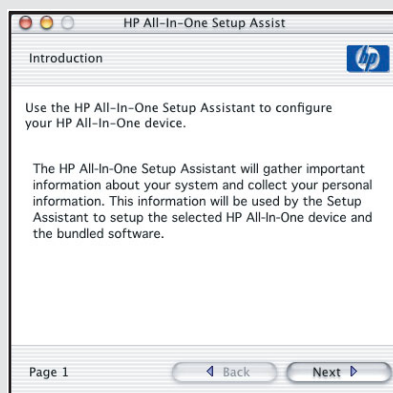 HP All-In-One Setup Assist
Introduction
hp
Use the HP All-In-One Setup Assistant to configure
your HP All-In-One device.
The HP All-In-One Setup Assistant will gather important
information about your system and collect your personal
information. This information will be used by the Setup
Assistant to setup the selected HP All-In-One device and
the bundled software.
Page 1
Back
Next